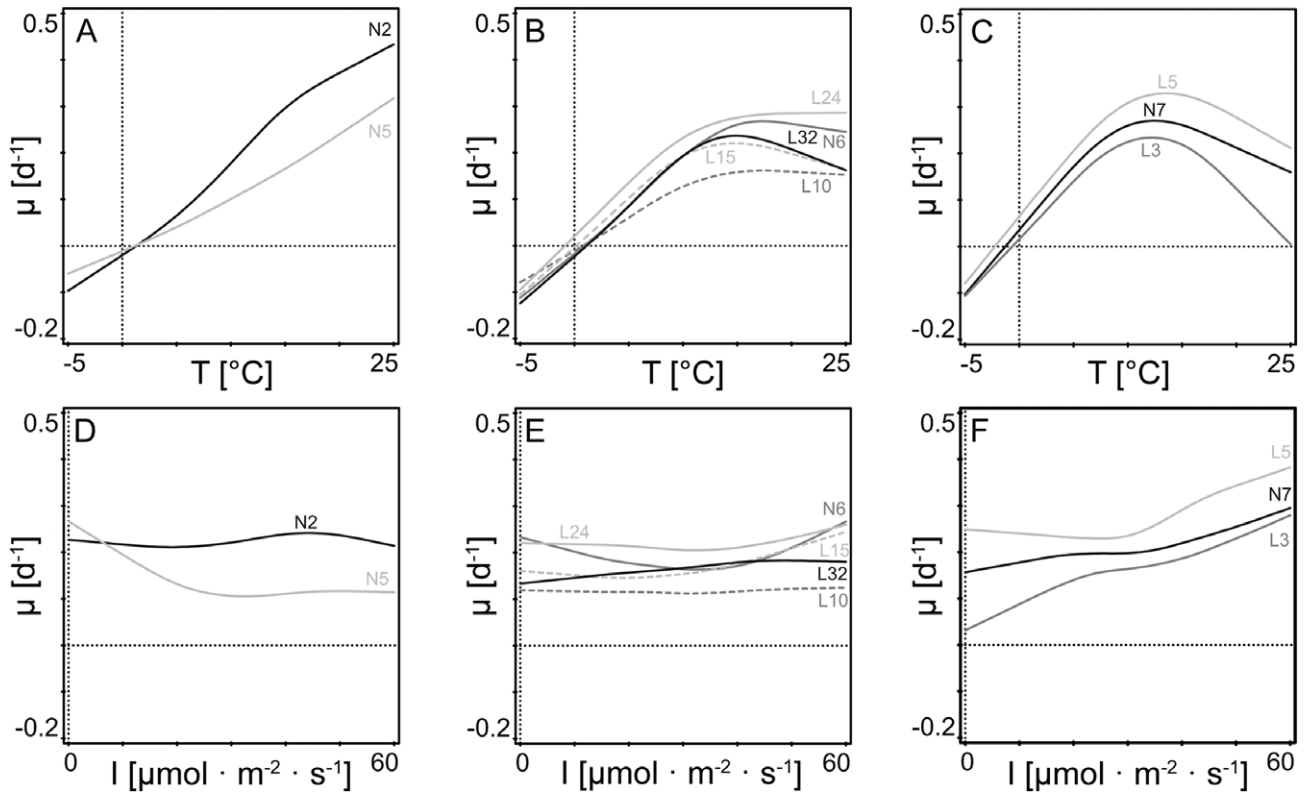 A
0.5
N2
N5
µ [d-1]
-0.2
-5
T [°C]
25
B
0.5
L24
L32
N6
L15
L10
µ [d-1]
-0.2
-5
T [°C]
25
C
0.5
L5
N7
L3
µ [d-1]
-0.2
-5
T [°C]
25
D
0.5
N2
N5
µ [d-1]
-0.2
0
I [µmol · m-2 · s-1]
60
E
0.5
N6
L24
L15
L32
L10
µ [d-1]
-0.2
0
I [µmol · m-2 · s-1]
60
F
0.5
L5
N7
L3
µ [d-1]
-0.2
0
I [µmol · m-2 · s-1]
60